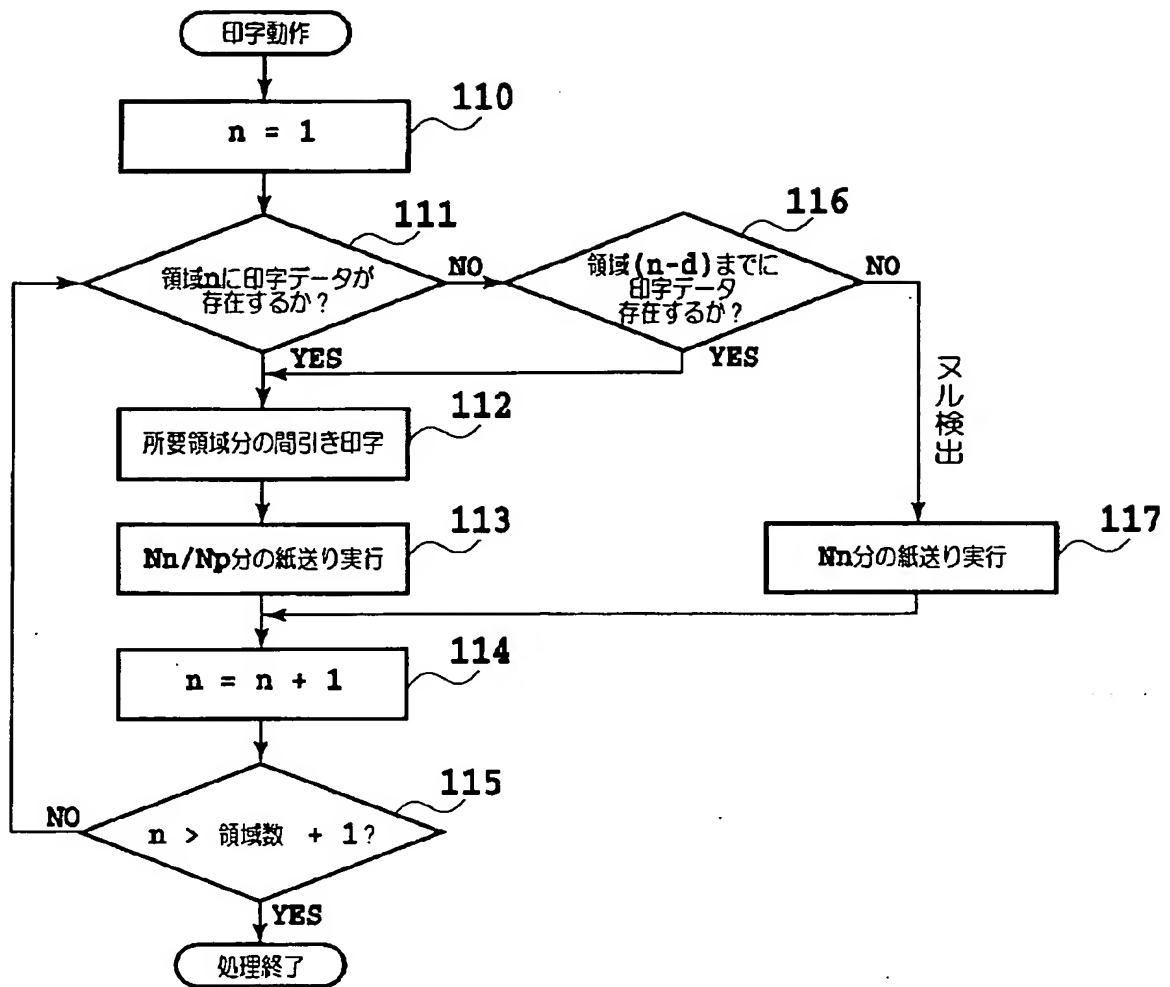 印字動作
110
n = 1
111
領域nに印字データが
存在するか?
NO
YES
116
領域(n-d)までに
印字データ
存在するか?
NO
YES
ヌル検出
112
所要領域分の間引き印字
113
Nn/Np分の紙送り実行
117
Nn分の紙送り実行
114
n = n + 1
115
n > 領域数 + 1?
NO
YES
処理終了